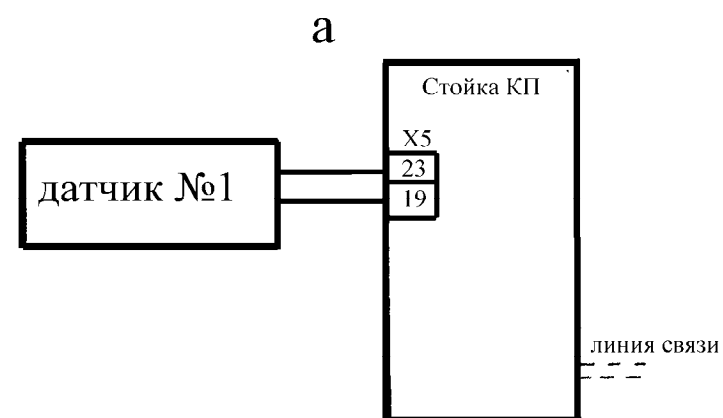 а
Стойка КП
X5
23
датчик №1
19
линия связи